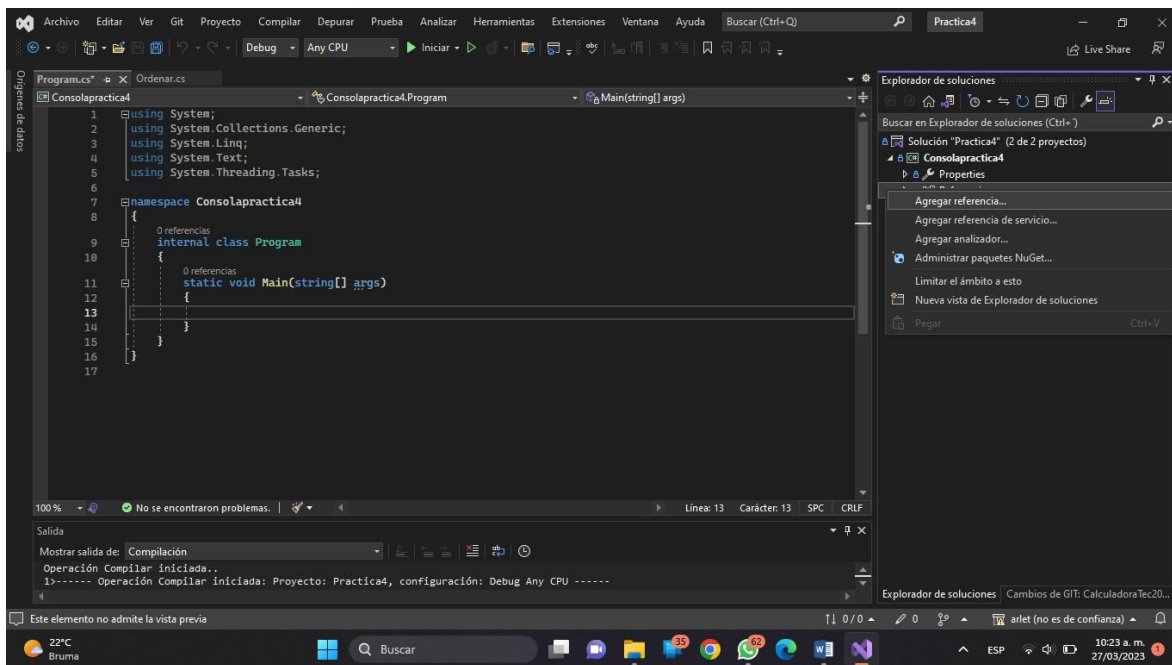 Archivo Editar Ver Git Proyecto Compilar Depurar Prueba Analizar Herramientas Extensiones Ventana Ayuda Buscar (Ctrl+Q) Practica4
Debug Any CPU Iniciar Live Share
Orígenes de datos
Program.cs* Ordenar.cs
Consolapractica4 Consolapractica4.Program Main(string[] args)
1 using System;
2 using System.Collections.Generic;
3 using System.Linq;
4 using System.Text;
5 using System.Threading.Tasks;
6
7 namespace Consolapractica4
8 {
0 referencias
9 internal class Program
10 {
0 referencias
11 static void Main(string[] args)
12 {
13
14 }
15 }
16 }
17
100 % No se encontraron problemas. Línea: 13 Carácter: 13 SPC CRLF
Salida
Mostrar salida de: Compilación
Operación Compilar iniciada..
1>------ Operación Compilar iniciada: Proyecto: Practica4, configuración: Debug Any CPU ------
Explorador de soluciones
Buscar en Explorador de soluciones (Ctrl+´)
Solución "Practica4" (2 de 2 proyectos)
Consolapractica4
Properties
Agregar referencia...
Agregar referencia de servicio...
Agregar analizador...
Administrar paquetes NuGet...
Limitar el ámbito a esto
Nueva vista de Explorador de soluciones
Pegar Ctrl+V
Explorador de soluciones Cambios de GIT: CalculadoraTec20...
Este elemento no admite la vista previa 0/0 0 arlet (no es de confianza)
22°C
Bruma
Buscar
35
62
ESP
10:23 a. m.
27/03/2023
1